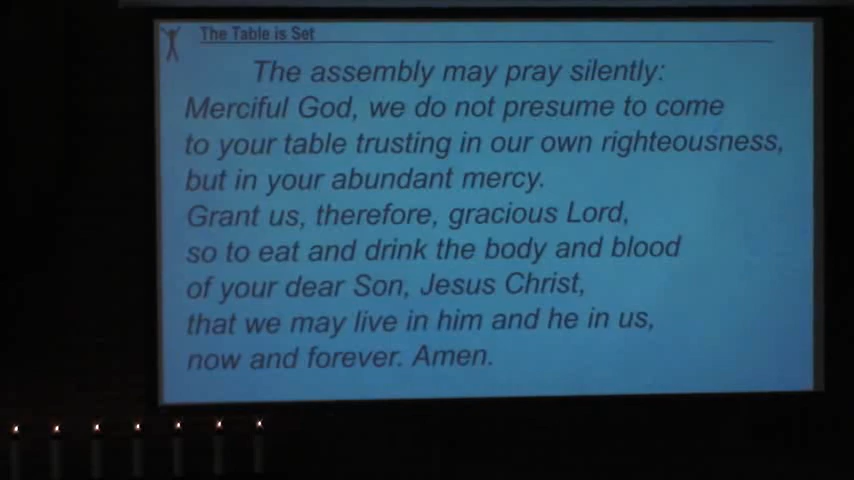 The Table is Set
The assembly may pray silently:
Merciful God, we do not presume to come
to your table trusting in our own righteousness,
but in your abundant mercy.
Grant us, therefore, gracious Lord,
so to eat and drink the body and blood
of your dear Son, Jesus Christ,
that we may live in him and he in us,
now and forever. Amen.